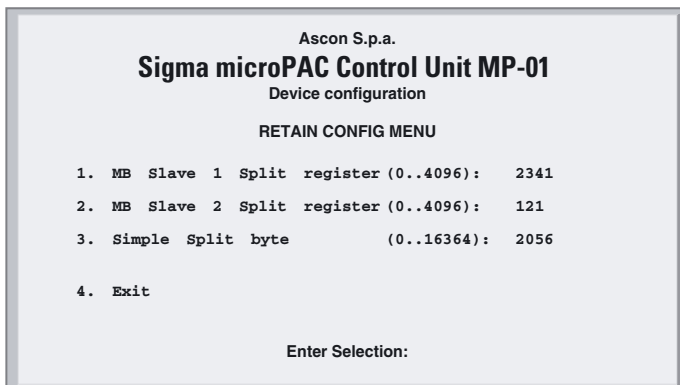 Ascon S.p.a.
Sigma microPAC Control Unit MP-01
Device configuration
RETAIN CONFIG MENU
1. MB Slave 1 Split register (0..4096): 2341
2. MB Slave 2 Split register (0..4096): 121
3. Simple Split byte (0..16364): 2056
4. Exit
Enter Selection: